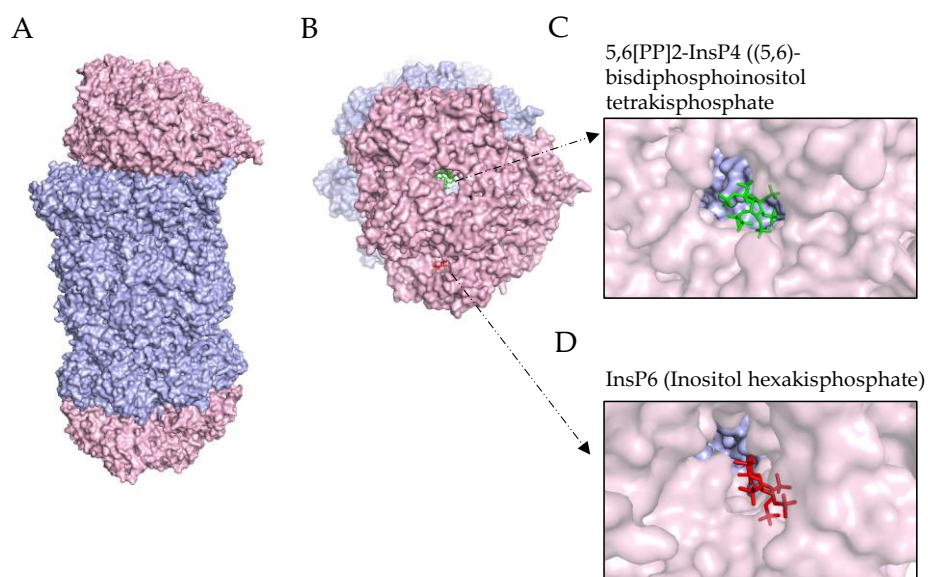 A
B
C
5,6[PP]2-InsP4 ((5,6)-
bisdiphosphoinositol
tetrakisphosphate
D
InsP6 (Inositol hexakisphosphate)